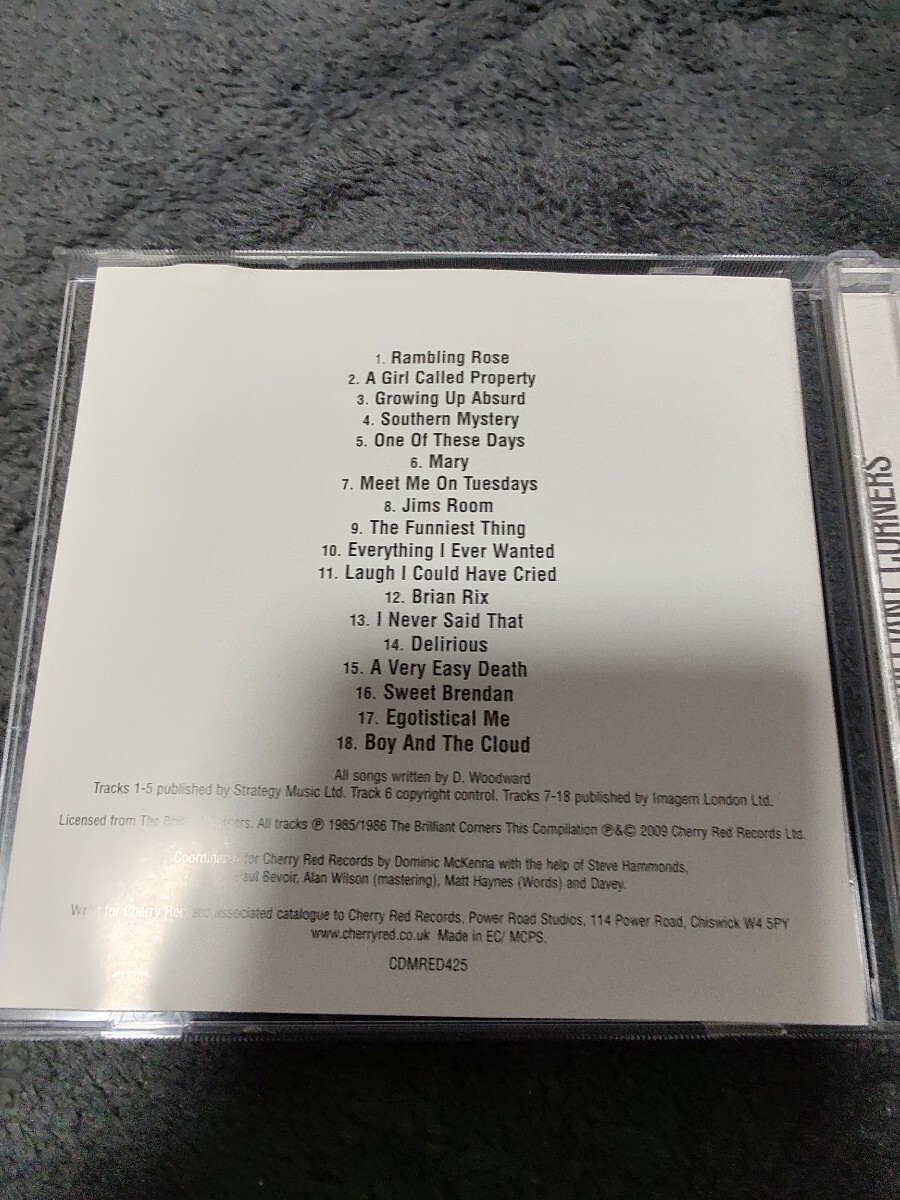 1. Rambling Rose
2. A Girl Called Property
3. Growing Up Absurd
4. Southern Mystery
5. One Of These Days
6. Mary
7. Meet Me On Tuesdays
8. Jims Room
9. The Funniest Thing
10. Everything I Ever Wanted
11. Laugh I Could Have Cried
12. Brian Rix
13. I Never Said That
14. Delirious
15. A Very Easy Death
16. Sweet Brendan
17. Egotistical Me
18. Boy And The Cloud
All songs written by D. Woodward
Tracks 1-5 published by Strategy Music Ltd. Track 6 copyright control. Tracks 7-18 published by Imagem London Ltd.
Licensed from The Corners. All tracks ℗ 1985/1986 The Brilliant Corners This Compilation ℗&© 2009 Cherry Red Records Ltd.
for Cherry Red Records by Dominic McKenna with the help of Steve Hammonds,
Paul Bevoir, Alan Wilson (mastering), Matt Haynes (Words) and Davey.
for Cherry Red and associated catalogue to Cherry Red Records, Power Road Studios, 114 Power Road, Chiswick W4 5PY
www.cherryred.co.uk Made in EC/ MCPS.
CDMRED425
CORNERS